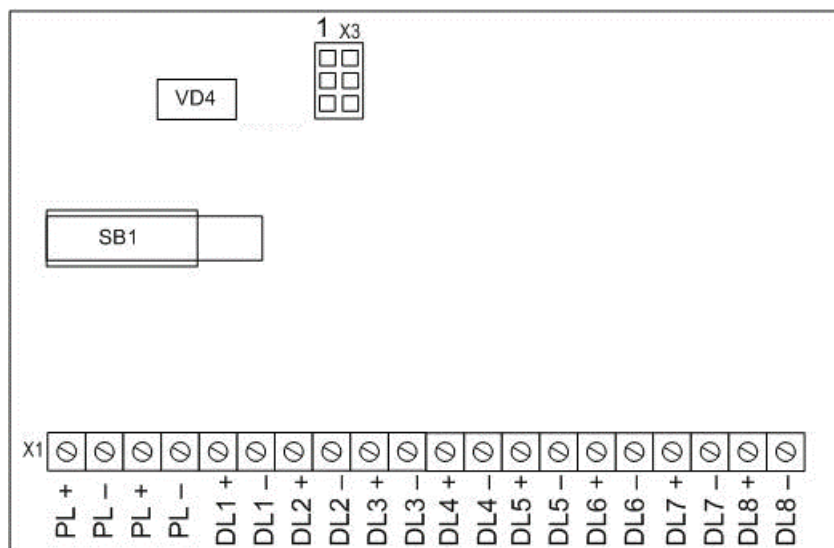 1 X3
VD4
SB1
X1
PL +
PL –
PL +
PL –
DL1 +
DL1 –
DL2 +
DL2 –
DL3 +
DL3 –
DL4 +
DL4 –
DL5 +
DL5 –
DL6 +
DL6 –
DL7 +
DL7 –
DL8 +
DL8 –